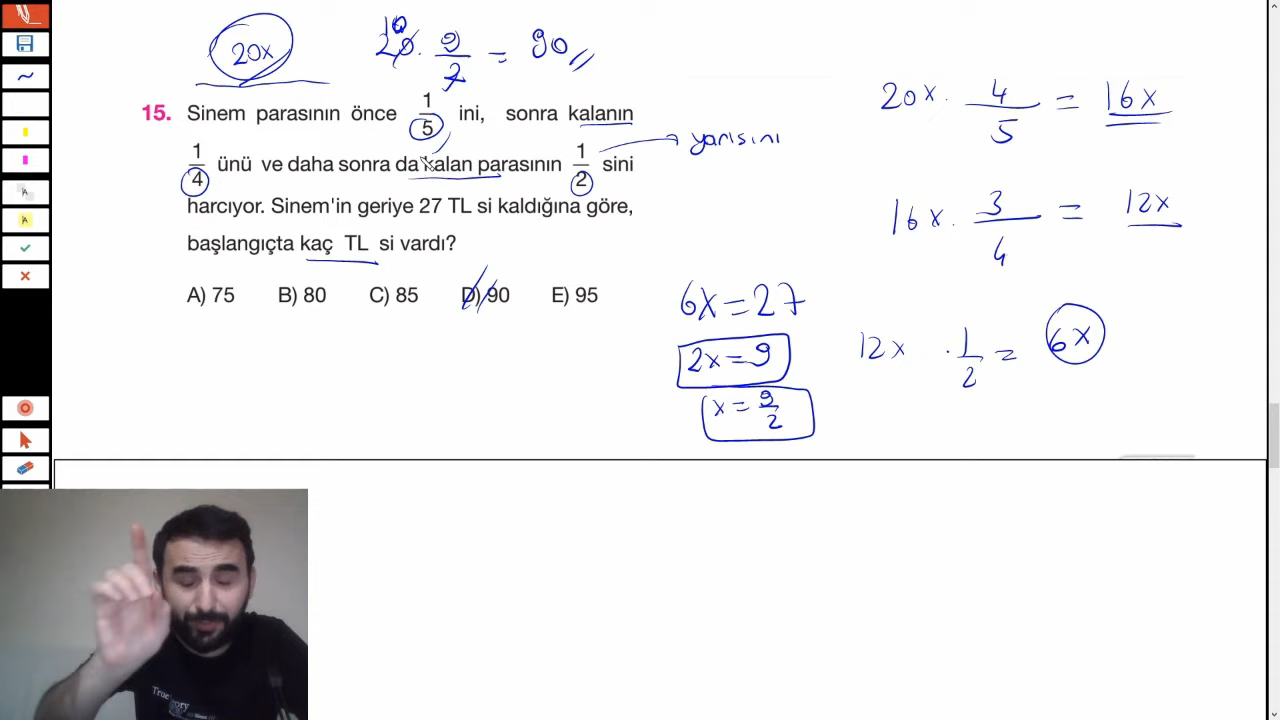 20x
20 . 9/2 = 90
10
15. Sinem parasının önce 1/5 ini, sonra kalanın
1/4 ünü ve daha sonra da kalan parasının 1/2 sini
harcıyor. Sinem'in geriye 27 TL si kaldığına göre,
başlangıçta kaç TL si vardı?
A) 75 B) 80 C) 85 D) 90 E) 95
yarısını
20x . 4/5 = 16x
16x . 3/4 = 12x
12x . 1/2 = 6x
6x = 27
2x = 9
x = 9/2